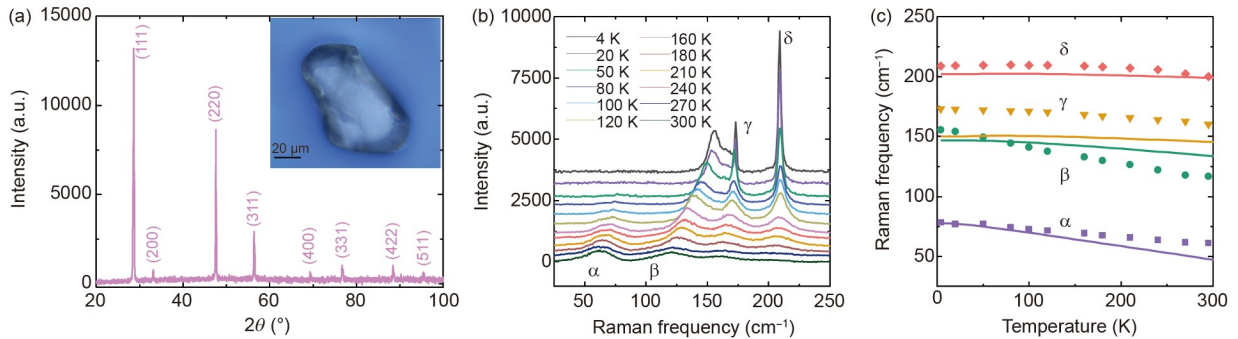 (a)
15000
10000
5000
0
Intensity (a.u.)
20
40
60
80
100
2θ (°)
(111)
(200)
(220)
(311)
(400)
(331)
(422)
(511)
20 µm
(b)
10000
7500
5000
2500
0
Intensity (a.u.)
50
100
150
200
250
Raman frequency (cm⁻¹)
4 K
20 K
50 K
80 K
100 K
120 K
160 K
180 K
210 K
240 K
270 K
300 K
α
β
γ
δ
(c)
250
200
150
100
50
Raman frequency (cm⁻¹)
0
100
200
300
Temperature (K)
δ
γ
β
α